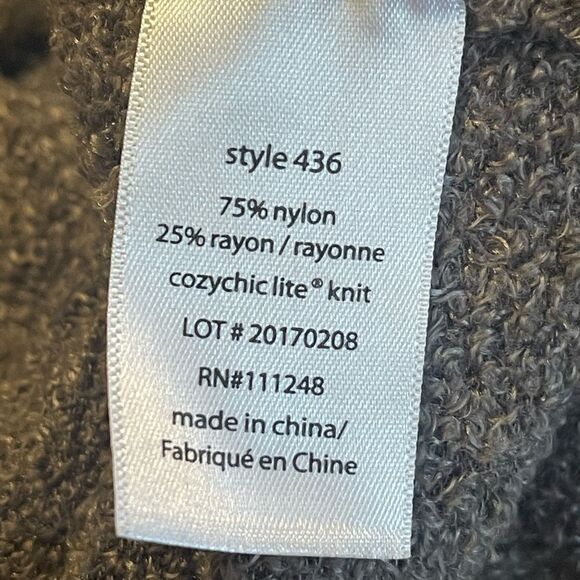 style 436
75% nylon
25% rayon / rayonne
cozychic lite® knit
LOT # 20170208
RN#111248
made in china/
Fabriqué en Chine